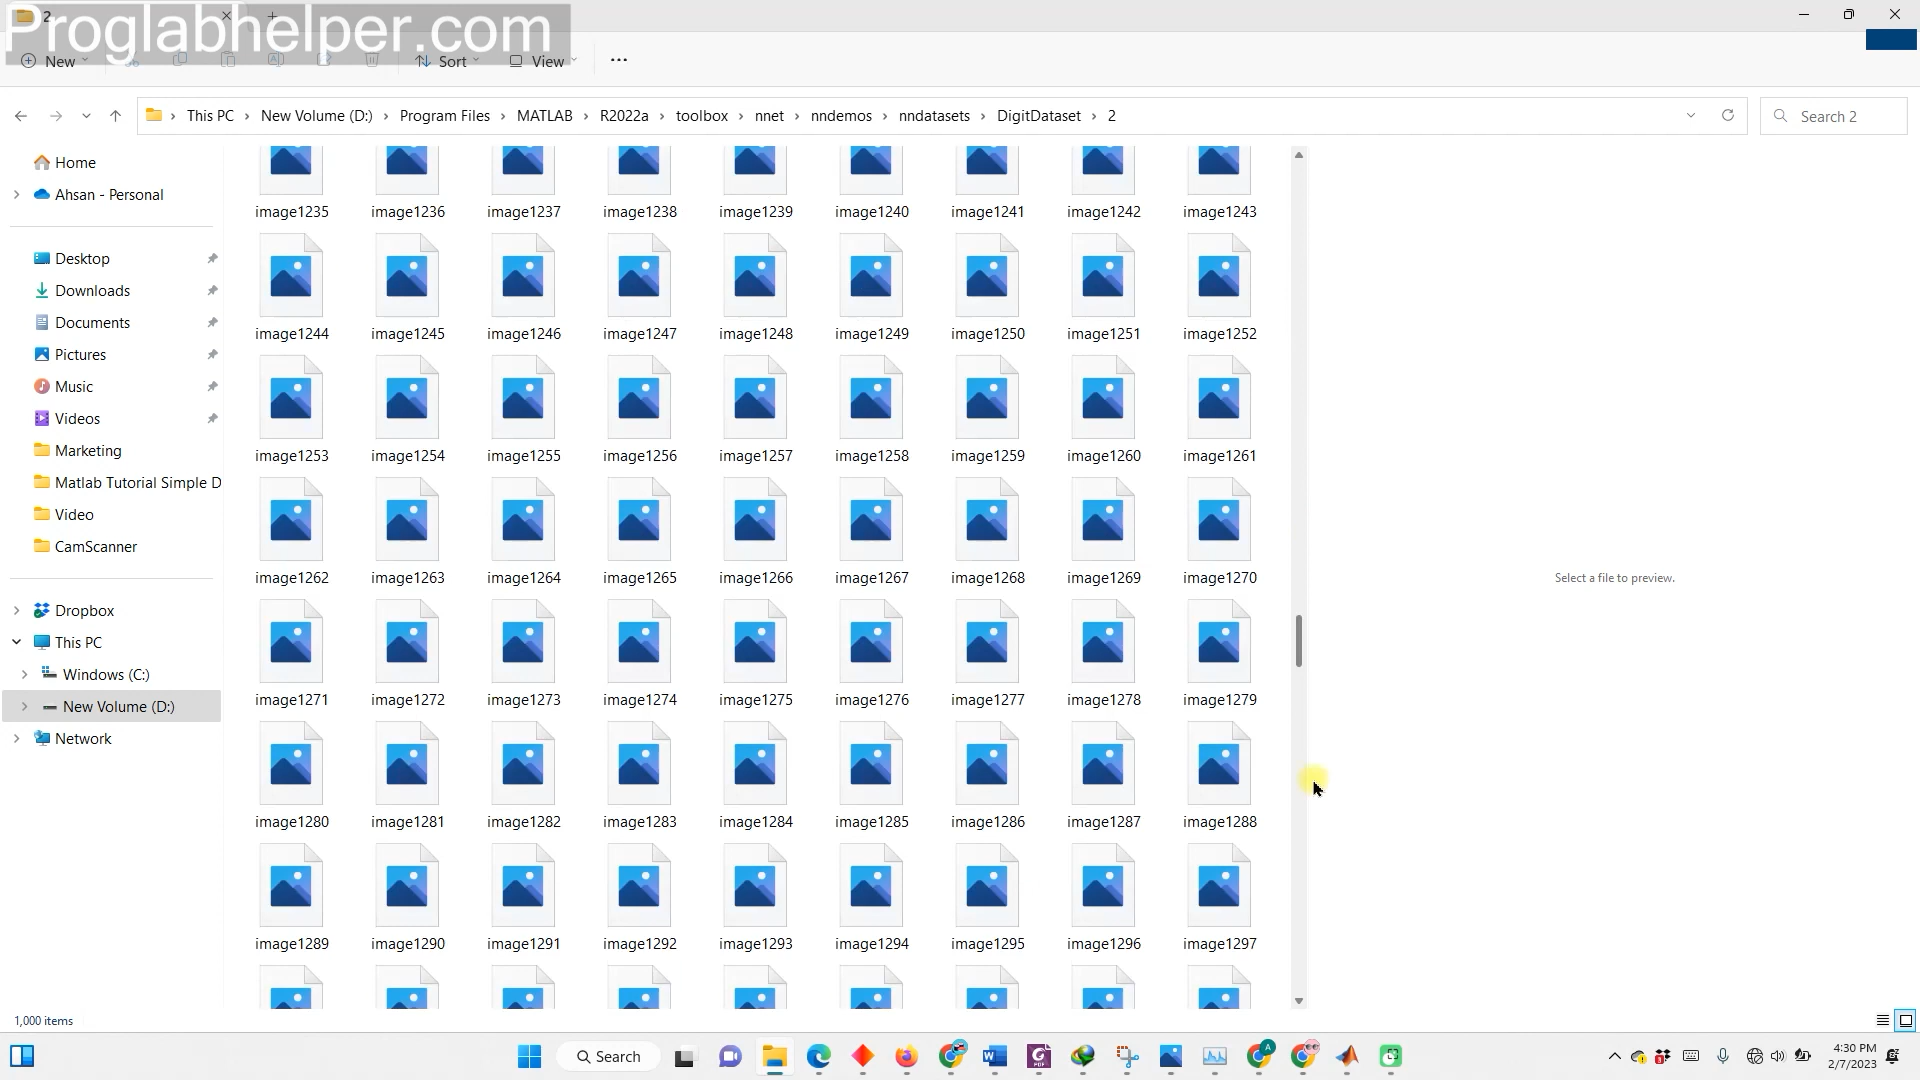 2
Proglabhelper.com
New
Sort
View
This PC > New Volume (D:) > Program Files > MATLAB > R2022a > toolbox > nnet > nndemos > nndatasets > DigitDataset > 2
Search 2
Home
Ahsan - Personal
Desktop
Downloads
Documents
Pictures
Music
Videos
Marketing
Matlab Tutorial Simple D
Video
CamScanner
Dropbox
This PC
Windows (C:)
New Volume (D:)
Network
image1235 image1236 image1237 image1238 image1239 image1240 image1241 image1242 image1243
image1244 image1245 image1246 image1247 image1248 image1249 image1250 image1251 image1252
image1253 image1254 image1255 image1256 image1257 image1258 image1259 image1260 image1261
image1262 image1263 image1264 image1265 image1266 image1267 image1268 image1269 image1270
image1271 image1272 image1273 image1274 image1275 image1276 image1277 image1278 image1279
image1280 image1281 image1282 image1283 image1284 image1285 image1286 image1287 image1288
image1289 image1290 image1291 image1292 image1293 image1294 image1295 image1296 image1297
Select a file to preview.
1,000 items
Search
4:30 PM
2/7/2023